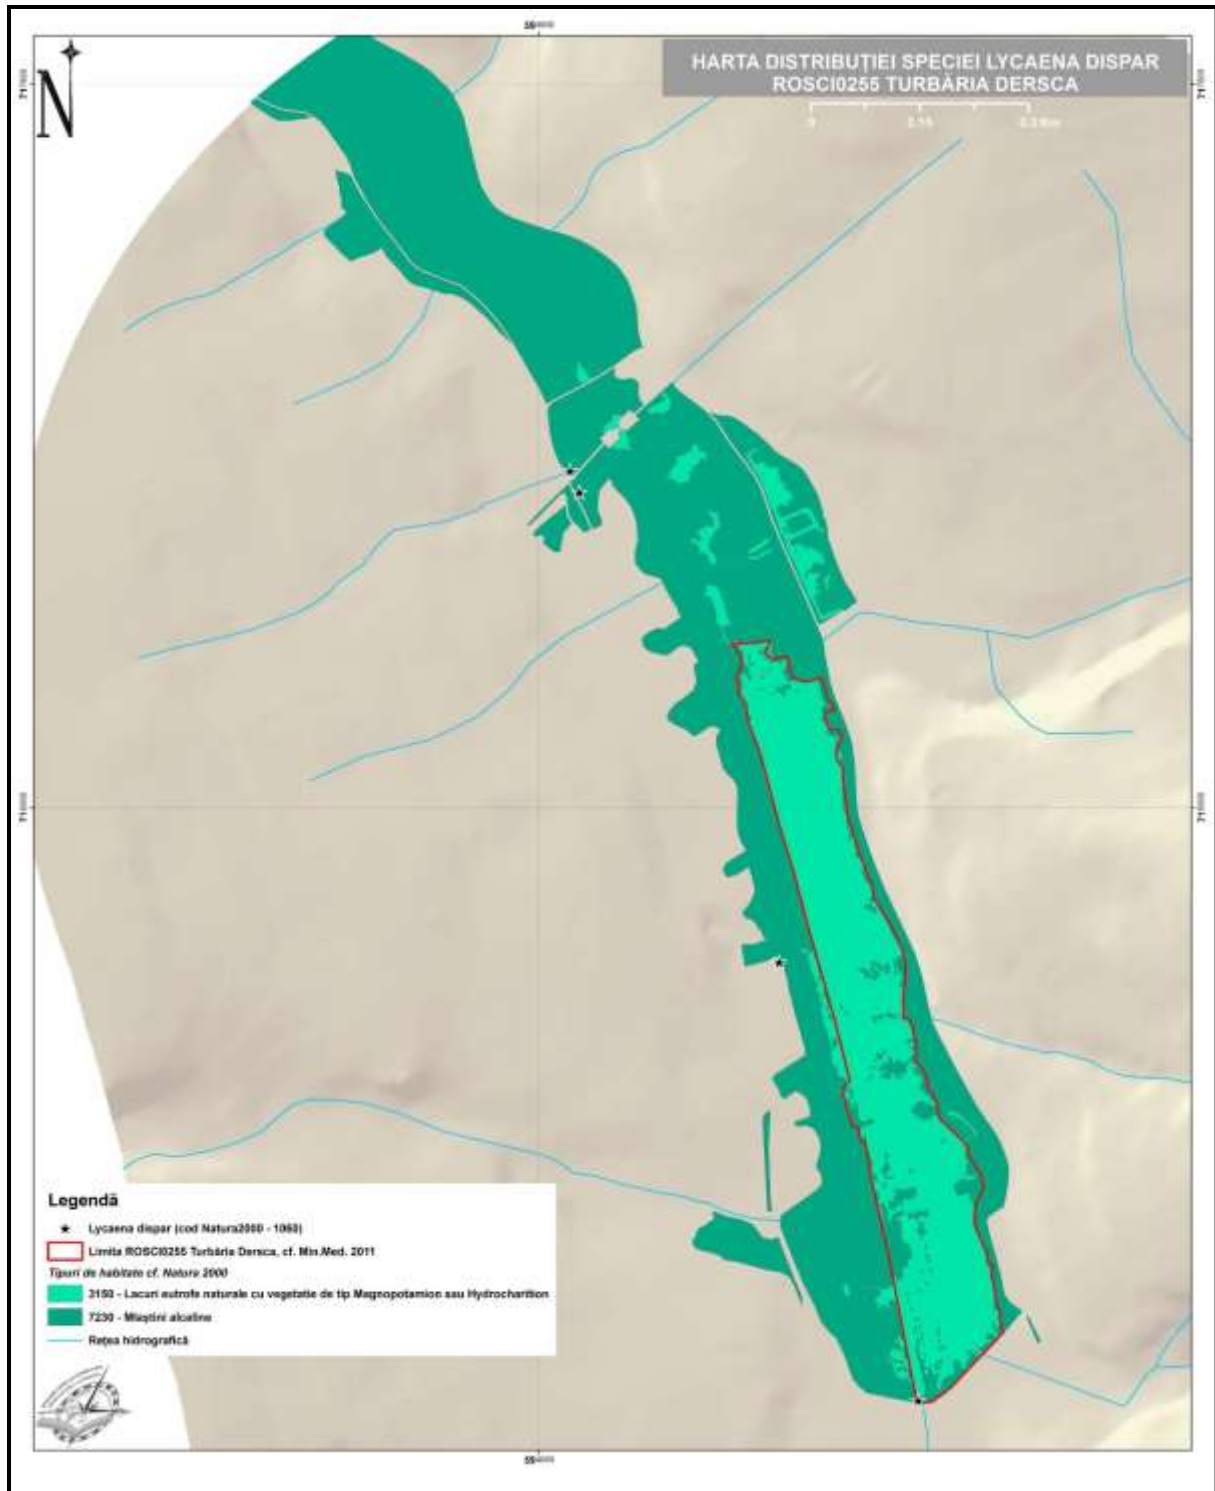 N
HARTA DISTRIBUȚIEI SPECIEI LYCAENA DISPAR
ROSCI0255 TURBĂRIA DERSCA
0
Legendă
Lycaena dispar (cod Natura2000 - 1060)
Limita ROSCI0255 Turbăria Dersca, cf. Min.Med. 2011
Tipuri de habitate cf. Natura 2000
3150 - Lacuri eutrofe naturale cu vegetatie de tip Magnopotamion sau Hydrocharition
7230 - Mlaștini alcaline
Rețea hidrografică